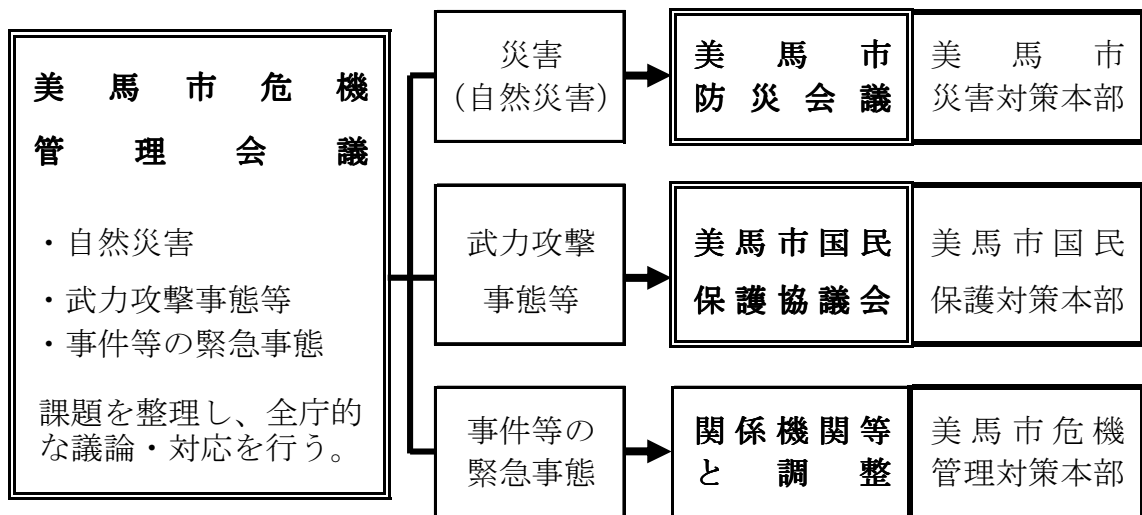 美馬市危機
管理会議
・自然災害
・武力攻撃事態等
・事件等の緊急事態
課題を整理し、全庁的
な議論・対応を行う。
災害
(自然災害)
美馬市
防災会議
美馬市
災害対策本部
武力攻撃
事態等
美馬市国民
保護協議会
美馬市国民
保護対策本部
事件等の
緊急事態
関係機関等
と調整
美馬市危機
管理対策本部